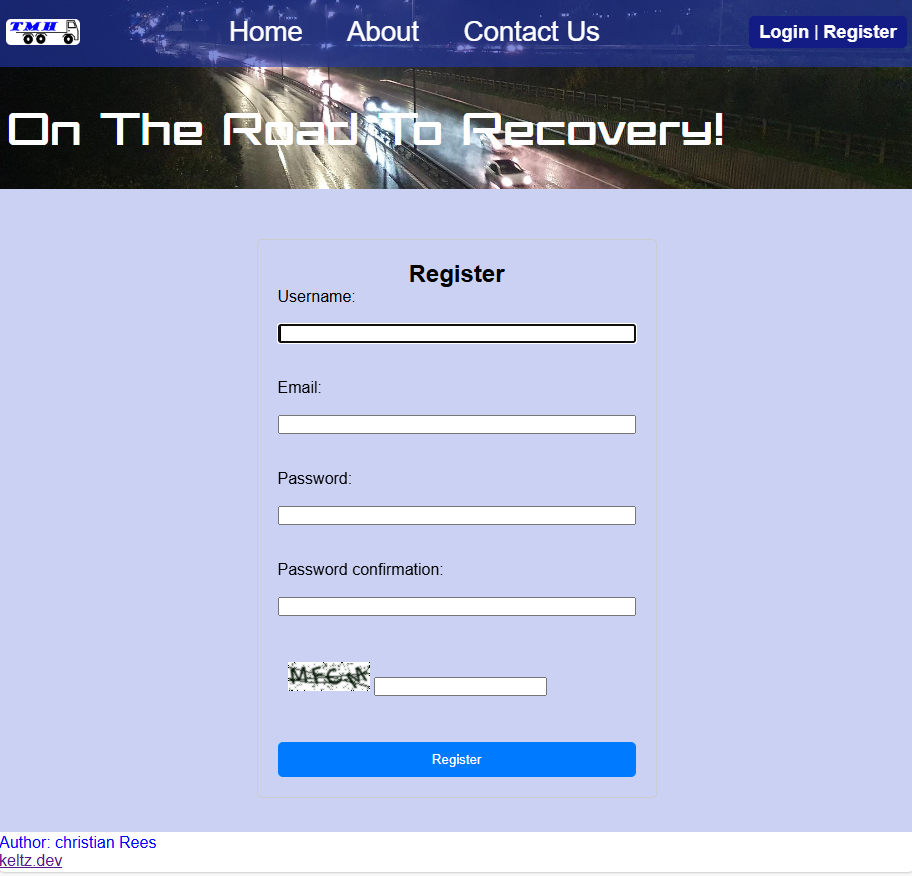 TMH
Home About Contact Us
Login | Register
On The Road To Recovery!
Register
Username:
Email:
Password:
Password confirmation:
Register
Author: christian Rees
keltz.dev